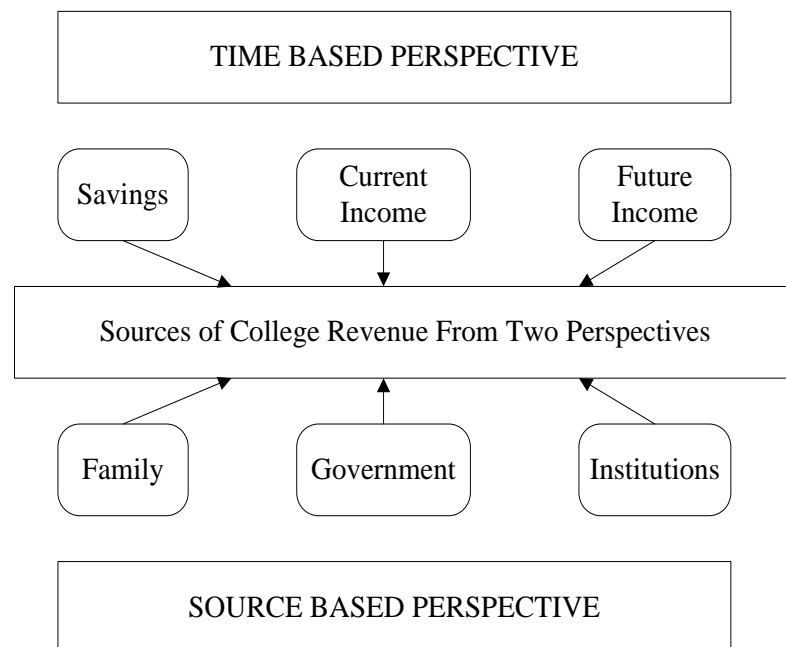 TIME BASED PERSPECTIVE
Savings
Current
Income
Future
Income
Sources of College Revenue From Two Perspectives
Family
Government
Institutions
SOURCE BASED PERSPECTIVE